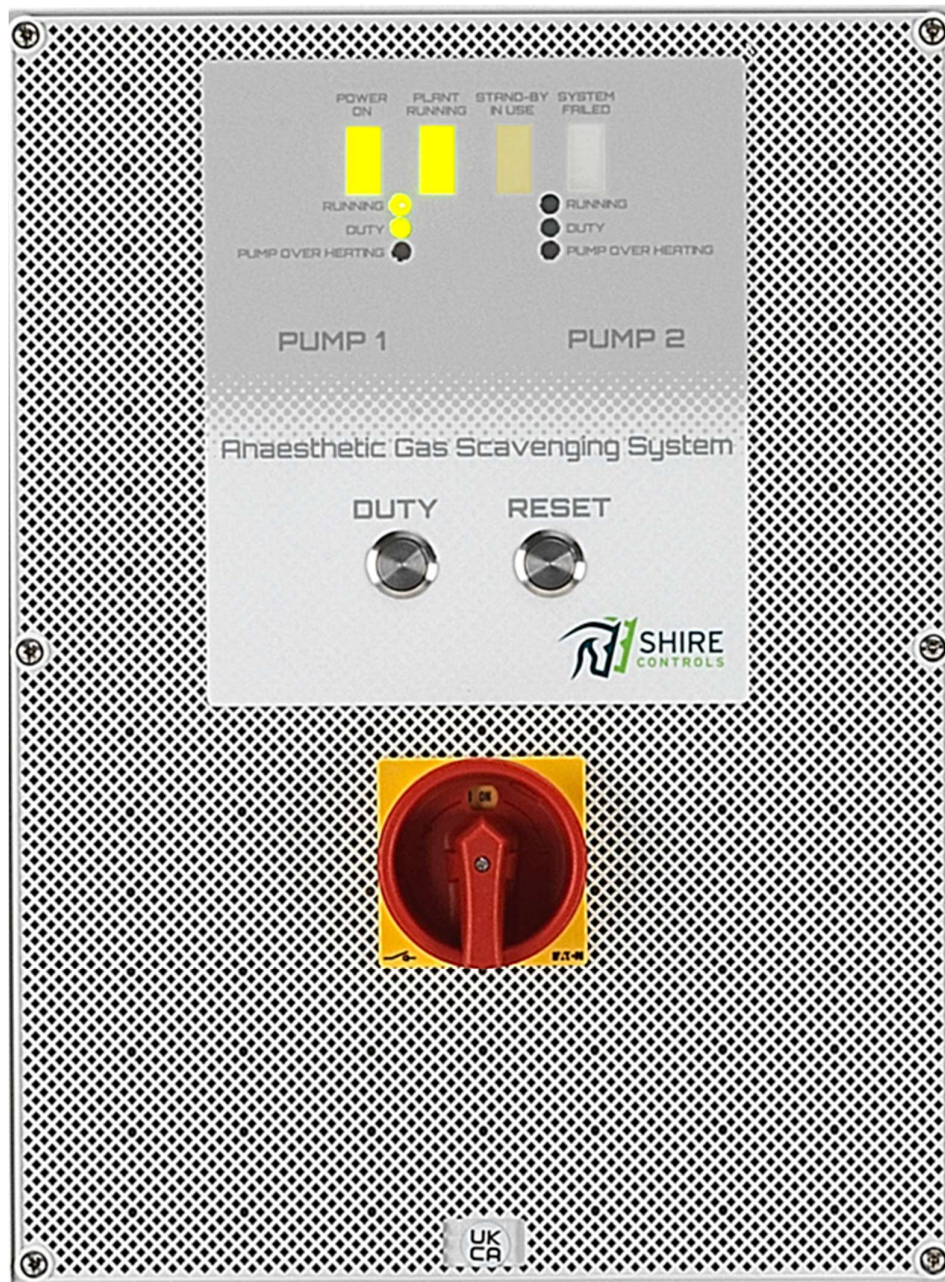 POWER ON
PLANT RUNNING
STAND-BY IN USE
SYSTEM FAILED
RUNNING
DUTY
PUMP OVER HEATING
RUNNING
DUTY
PUMP OVER HEATING
PUMP 1
PUMP 2
Anaesthetic Gas Scavenging System
DUTY
RESET
SHIRE
CONTROLS
I ON
EATON
UK
CA